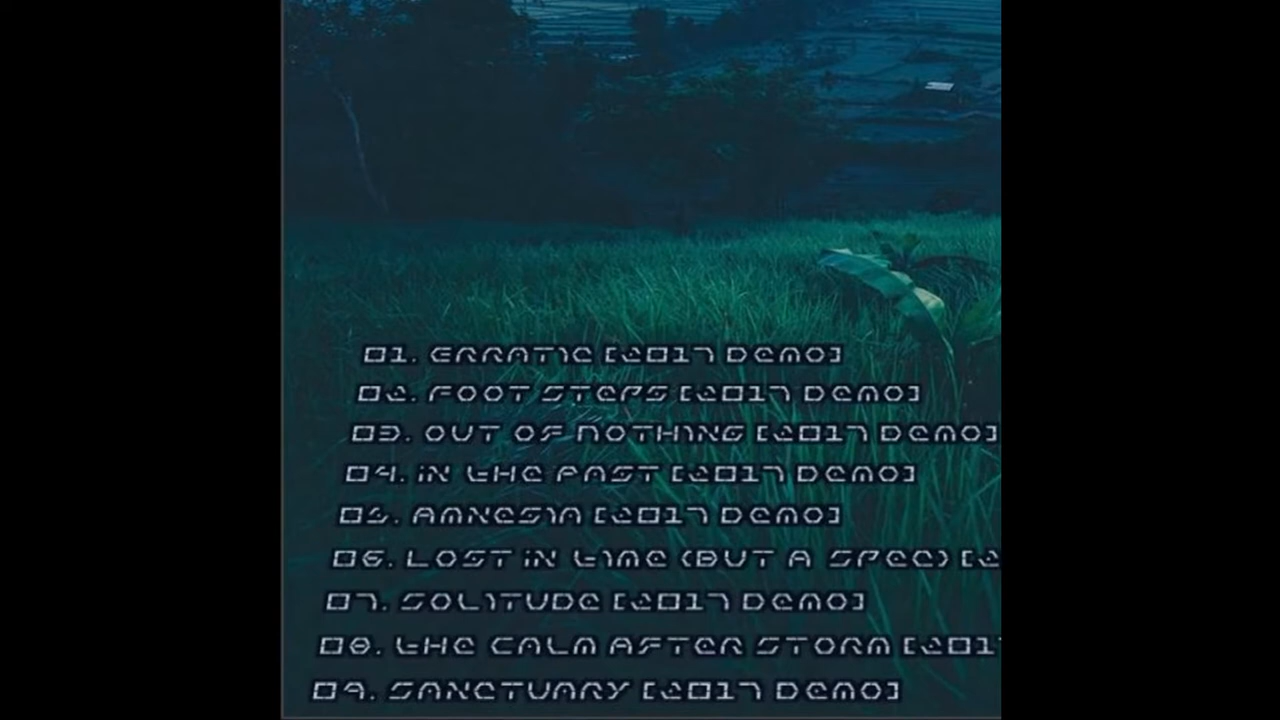 01. ERRATIC [2017 DEMO]
02. FOOT STEPS [2017 DEMO]
03. OUT OF NOTHING [2017 DEMO]
04. IN THE PAST [2017 DEMO]
05. AMNESIA [2017 DEMO]
06. LOST IN TIME (BUT A SPEC) [2
07. SOLITUDE [2017 DEMO]
08. THE CALM AFTER STORM [201
09. SANCTUARY [2017 DEMO]